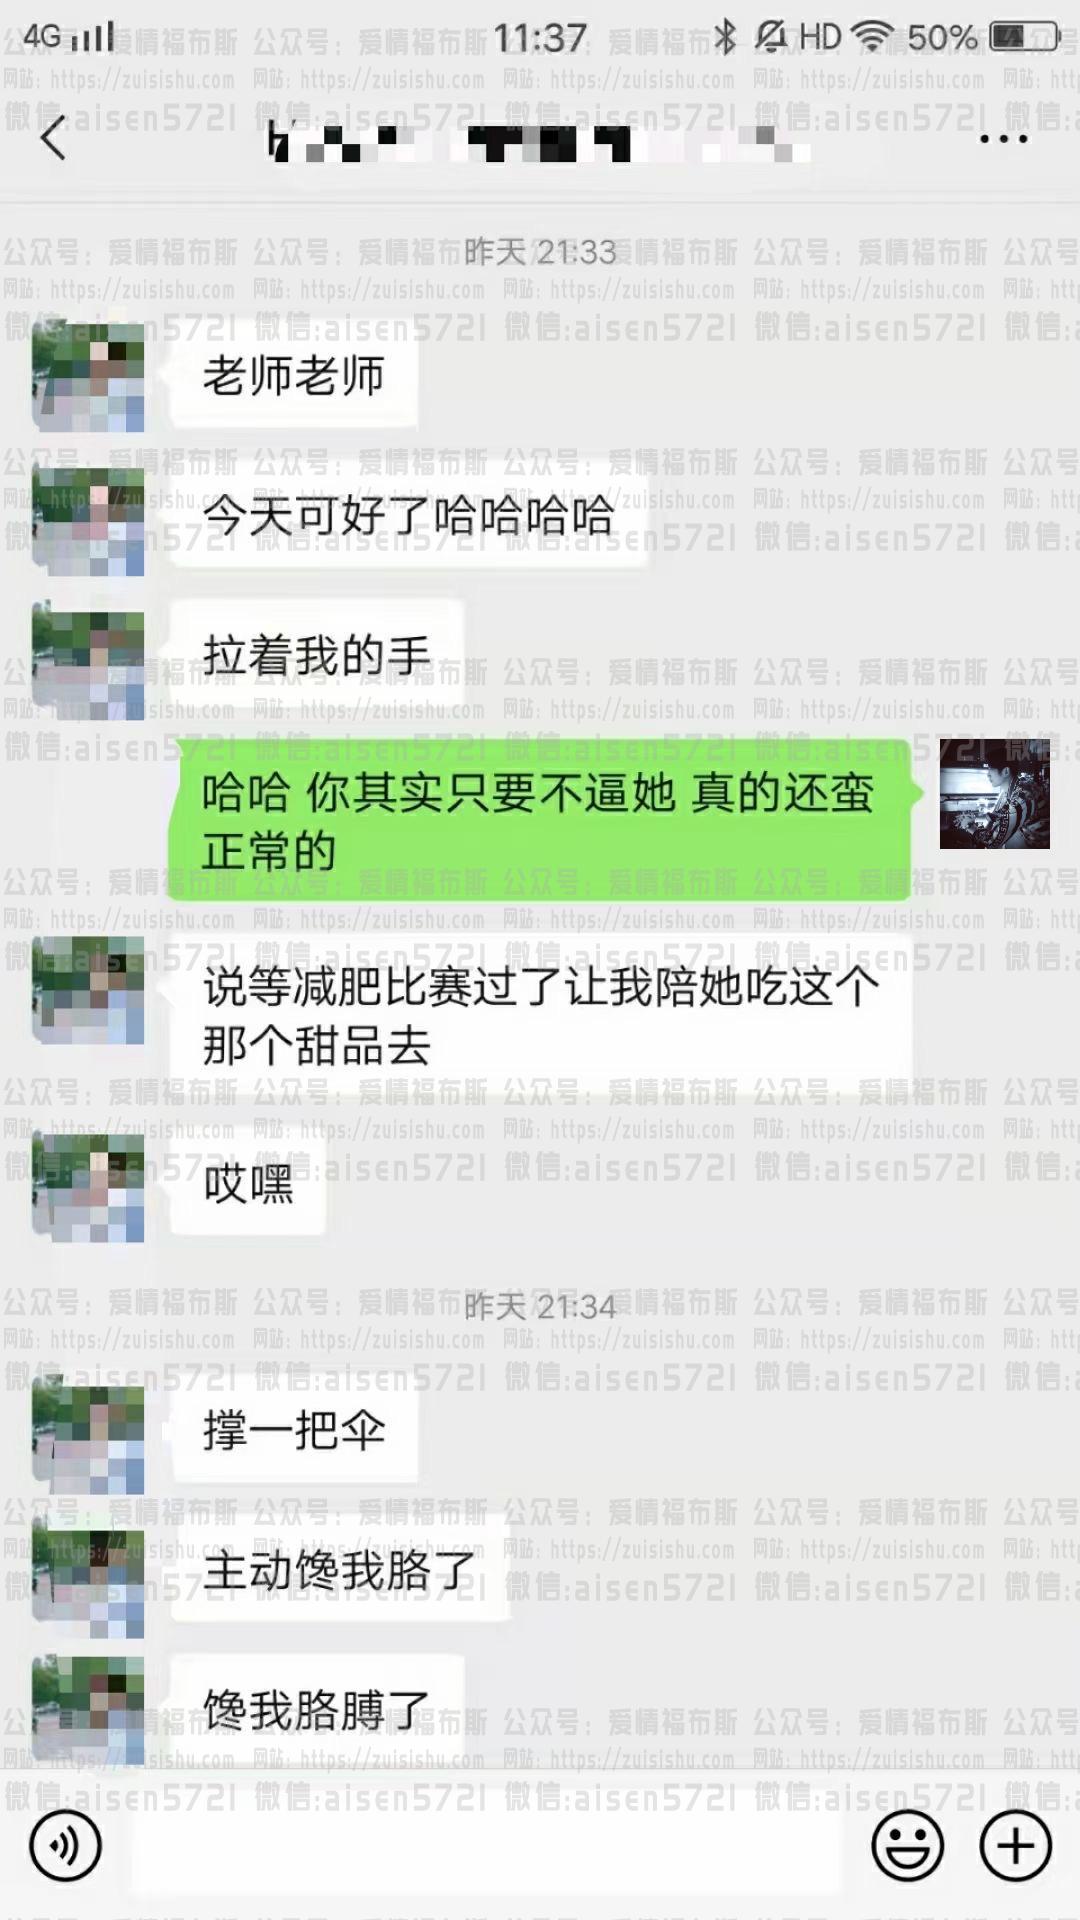 4G 11:37 HD 50%
昨天 21:33
老师老师
今天可好了哈哈哈哈
拉着我的手
哈哈 你其实只要不逼她 真的还蛮
正常的
说等减肥比赛过了让我陪她吃这个
那个甜品去
哎嘿
昨天 21:34
撑一把伞
主动馋我胳了
馋我胳膊了
公众号：爱情福布斯
网站：https://zuisishu.com
微信:aisen5721